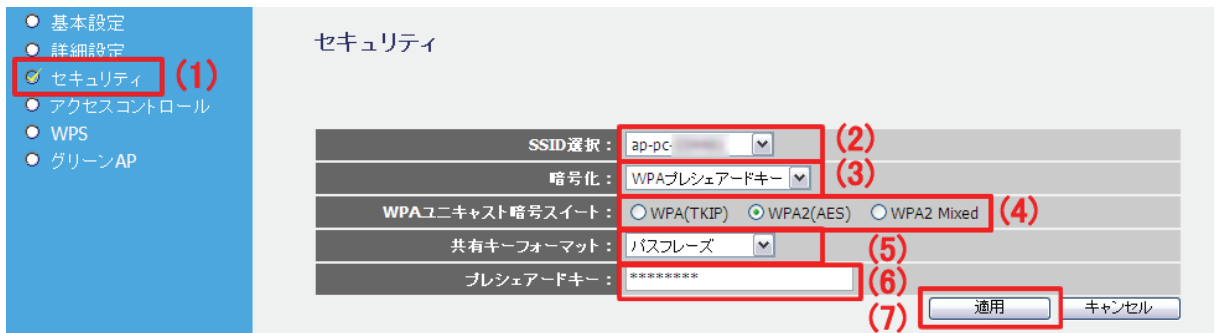 基本設定
詳細設定
セキュリティ (1)
アクセスコントロール
WPS
グリーンAP
セキュリティ
SSID選択： ap-pc- (2)
暗号化： WPAプレシェアードキー (3)
WPAユニキャスト暗号スイート： WPA(TKIP) WPA2(AES) WPA2 Mixed (4)
共有キーフォーマット： パスフレーズ (5)
プレシェアードキー： ******** (6)
(7) 適用 キャンセル